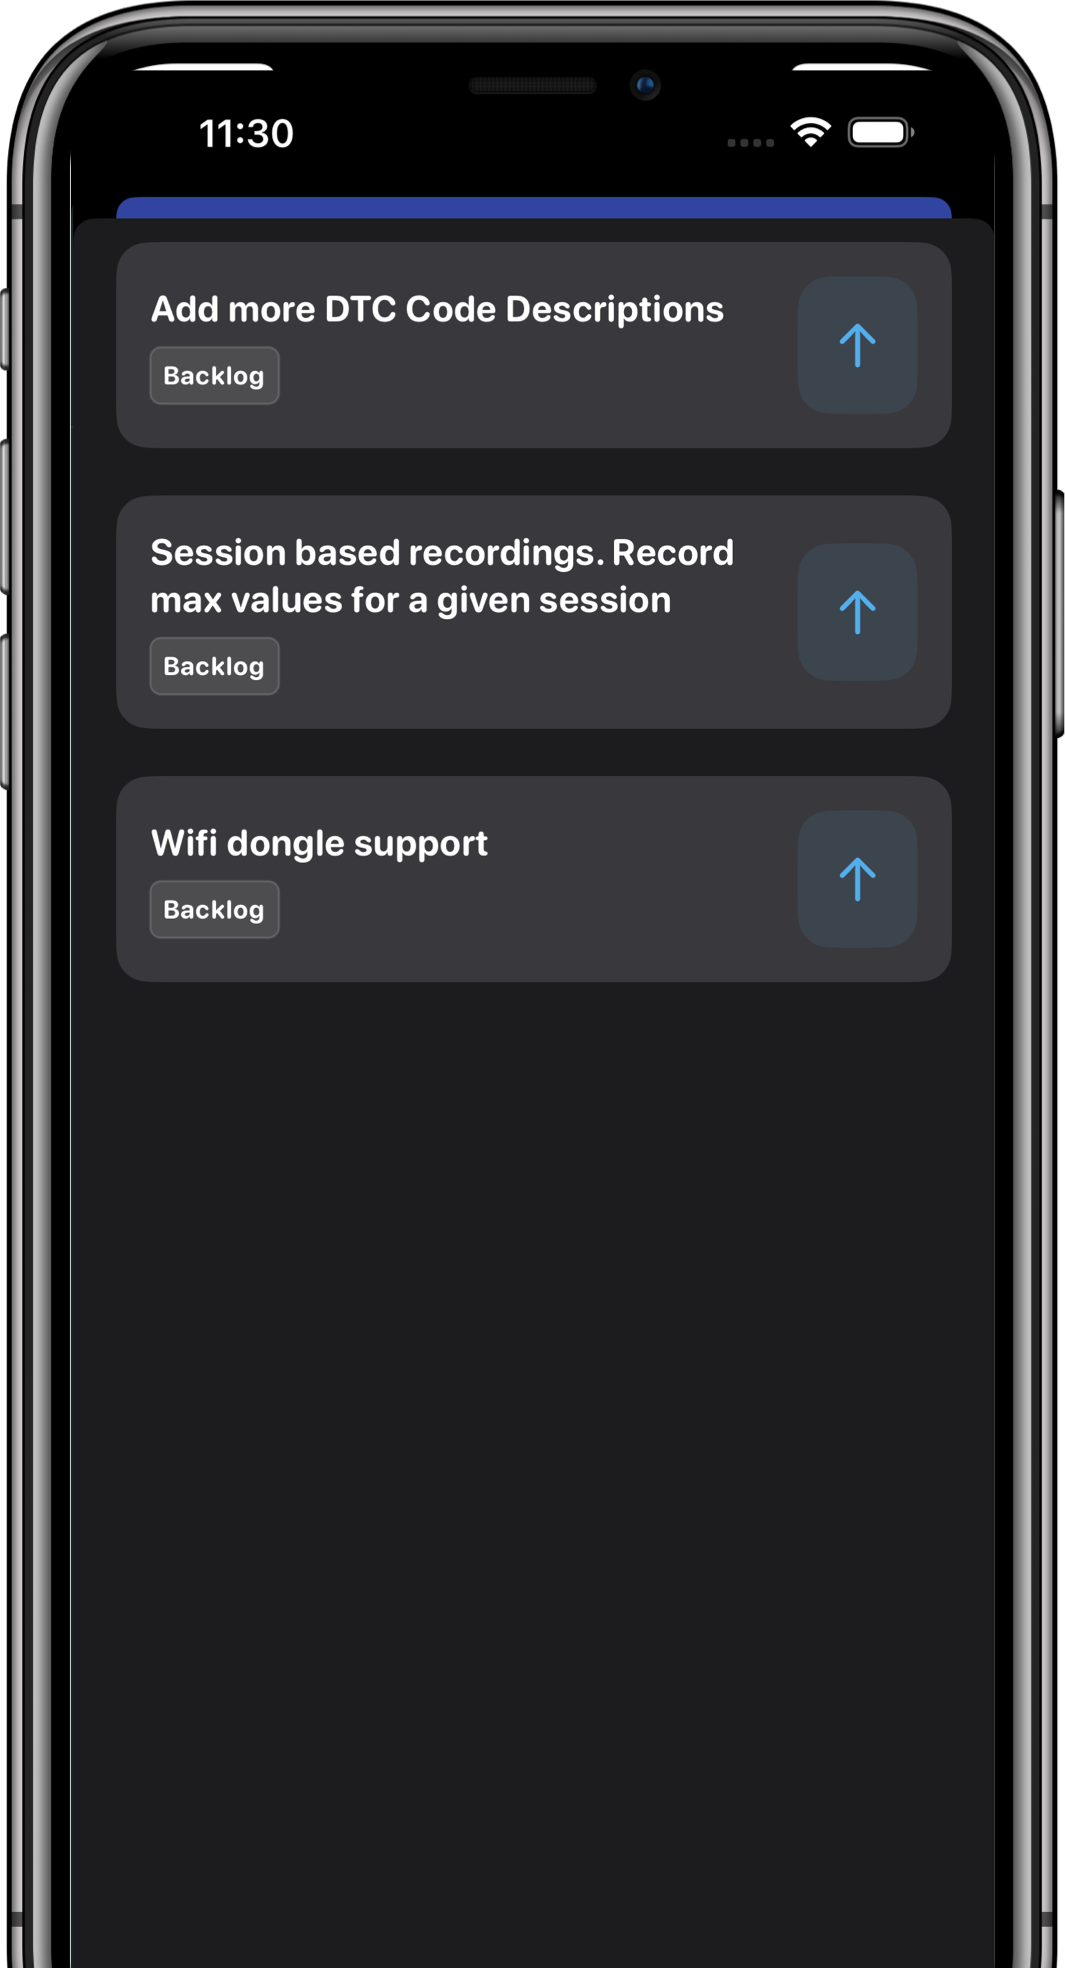 11:30
Add more DTC Code Descriptions
Backlog
Session based recordings. Record
max values for a given session
Backlog
Wifi dongle support
Backlog